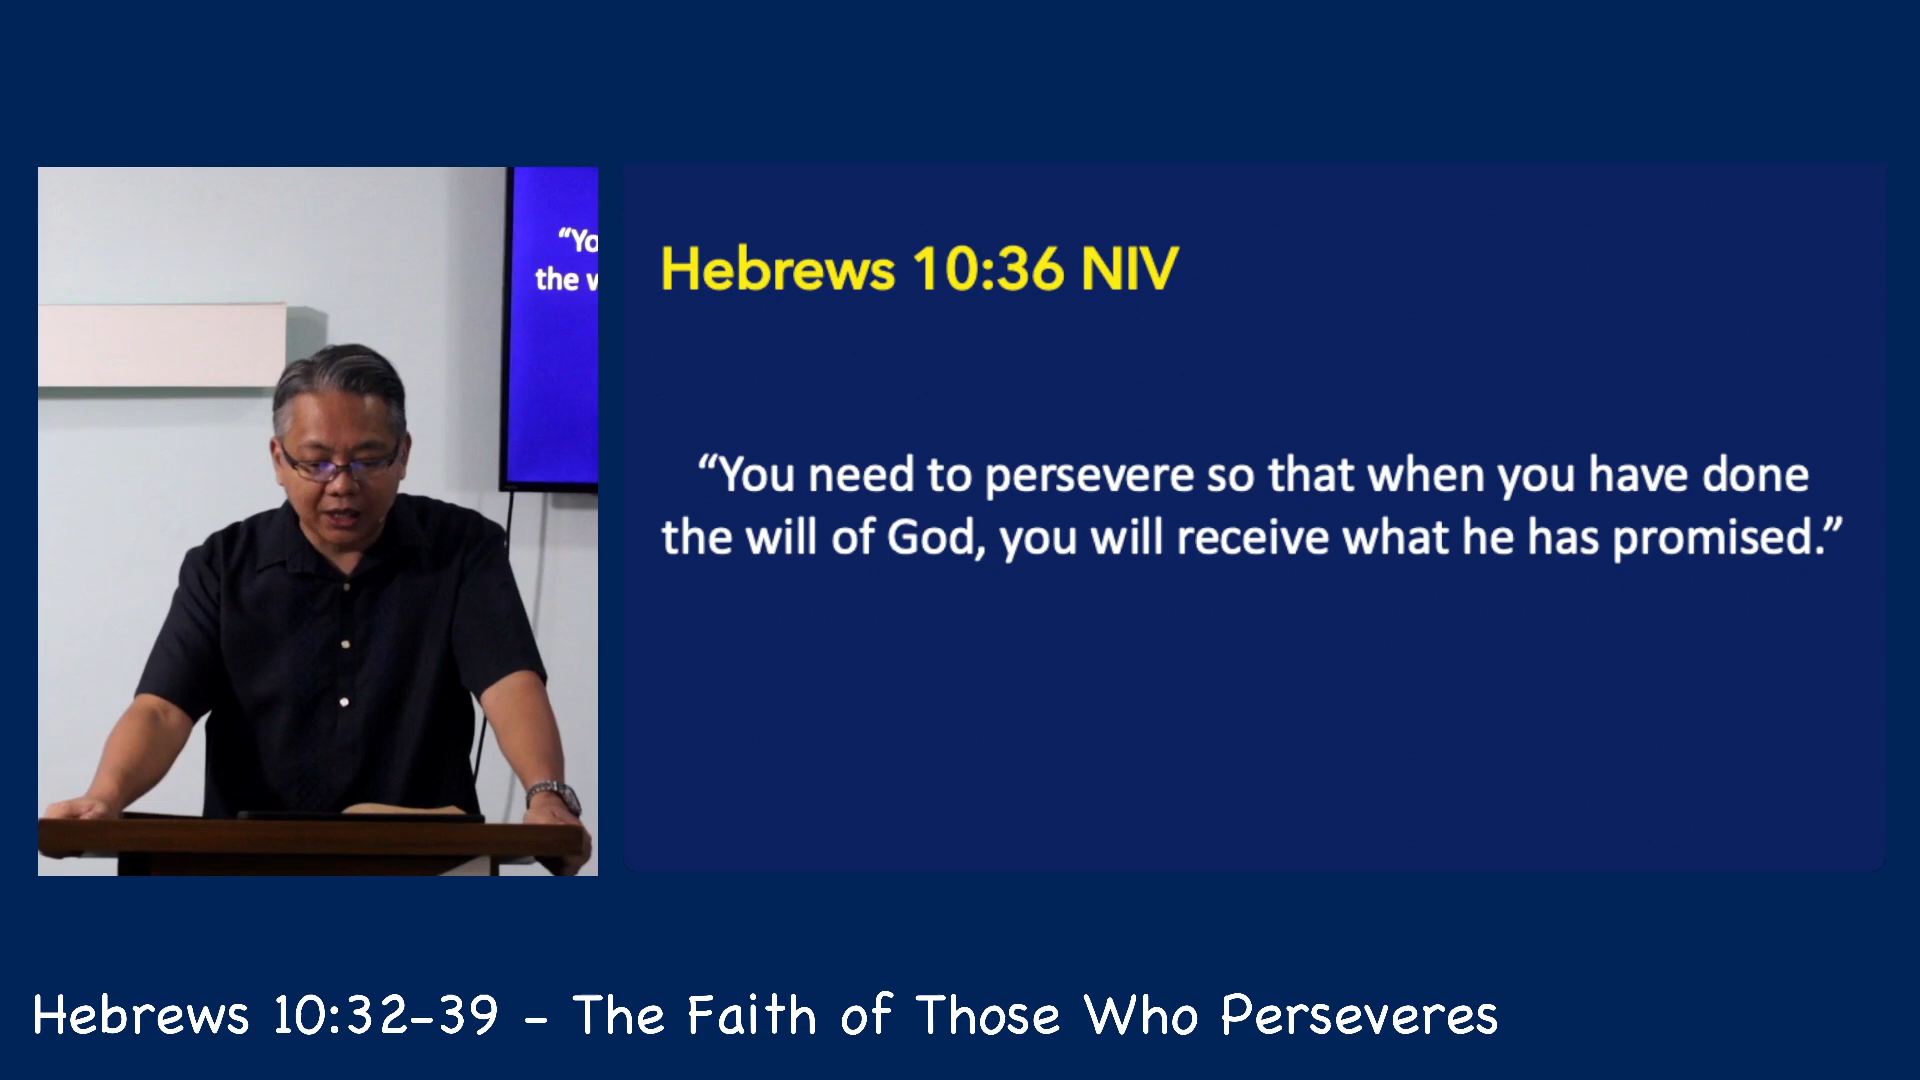 “Yo
the w
Hebrews 10:36 NIV
“You need to persevere so that when you have done
the will of God, you will receive what he has promised.”
Hebrews 10:32-39 - The Faith of Those Who Perseveres